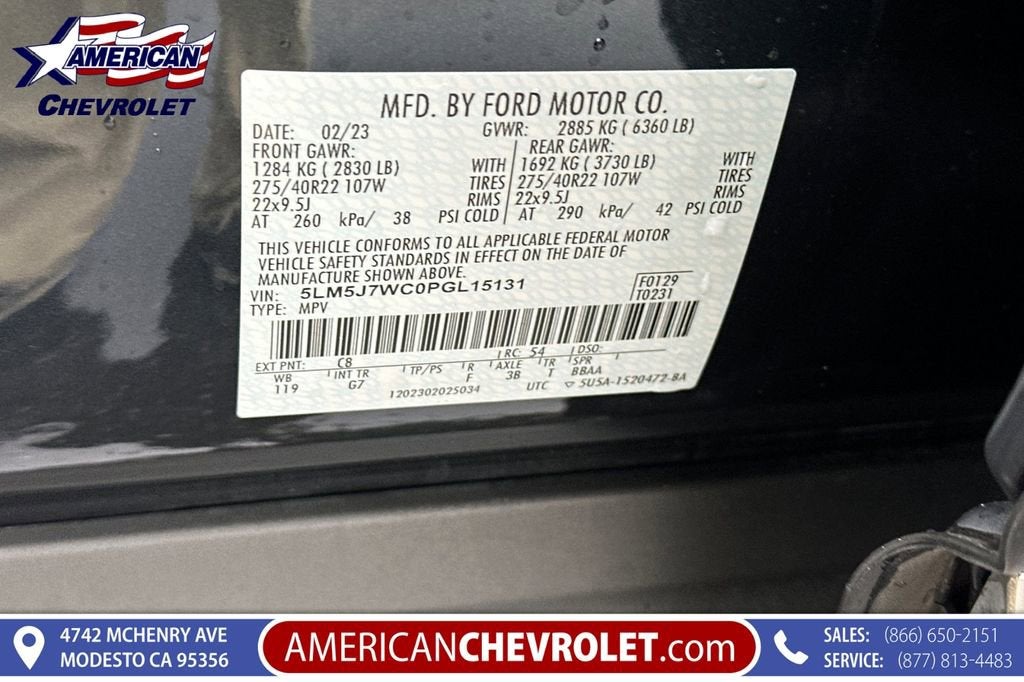 AMERICAN
CHEVROLET
MFD. BY FORD MOTOR CO.
DATE: 02/23 GVWR: 2885 KG ( 6360 LB)
FRONT GAWR: REAR GAWR:
1284 KG ( 2830 LB) WITH 1692 KG ( 3730 LB) WITH
275/40R22 107W TIRES 275/40R22 107W TIRES
22x9.5J RIMS 22x9.5J RIMS
AT 260 kPa/ 38 PSI COLD AT 290 kPa/ 42 PSI COLD
THIS VEHICLE CONFORMS TO ALL APPLICABLE FEDERAL MOTOR
VEHICLE SAFETY STANDARDS IN EFFECT ON THE DATE OF
MANUFACTURE SHOWN ABOVE.
VIN: 5LM5J7WC0PGL15131 F0129
TYPE: MPV T0231
EXT PNT: C8 RC: 54 DSO:
WB INT TR TP/PS R AXLE TR SPR
119 G7 F 3B T BBAA
1202302025034 UTC ▽ 5U5A-1520472-BA
4742 MCHENRY AVE
MODESTO CA 95356
AMERICANCHEVROLET.com
SALES: (866) 650-2151
SERVICE: (877) 813-4483